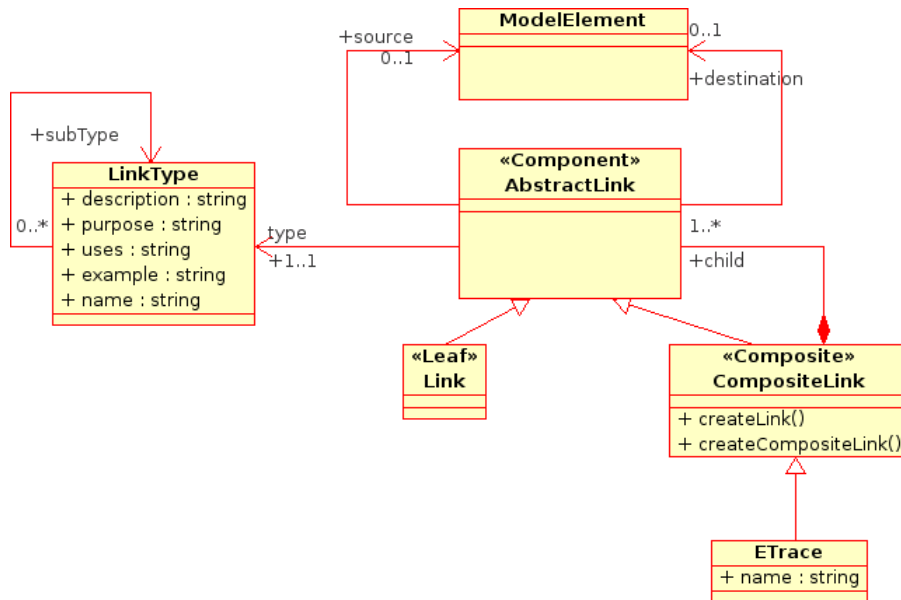 ModelElement
+source
0..1
0..1
+destination
+subType
LinkType
+ description : string
+ purpose : string
+ uses : string
+ example : string
+ name : string
0..*
type
+1..1
«Component»
AbstractLink
1..*
+child
«Leaf»
Link
«Composite»
CompositeLink
+ createLink()
+ createCompositeLink()
ETrace
+ name : string